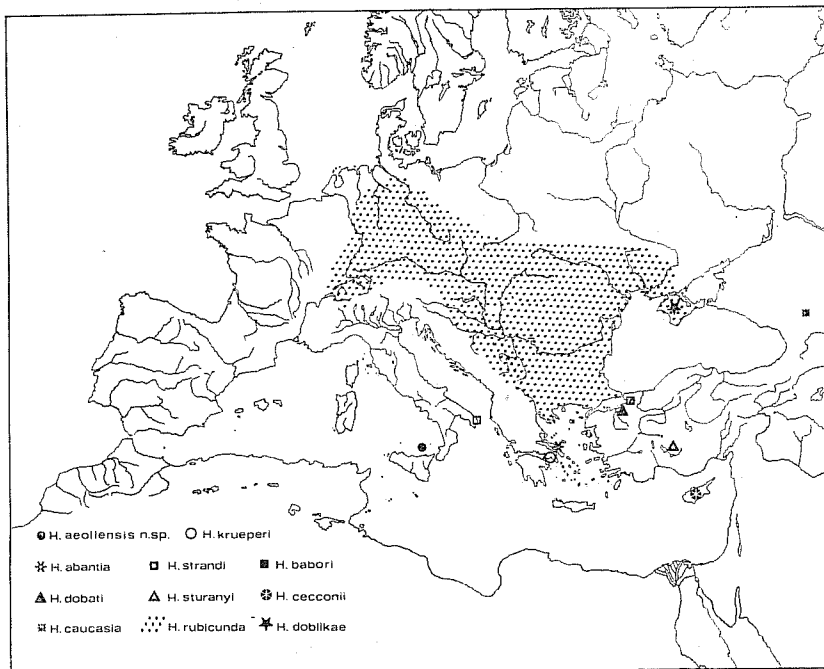 H. aeoliensis n.sp. H. krueperi
H. abantia H. strandi H. babori
H. dobati H. sturanyi H. cecconii
H. caucasia H. rubicunda H. doblikae